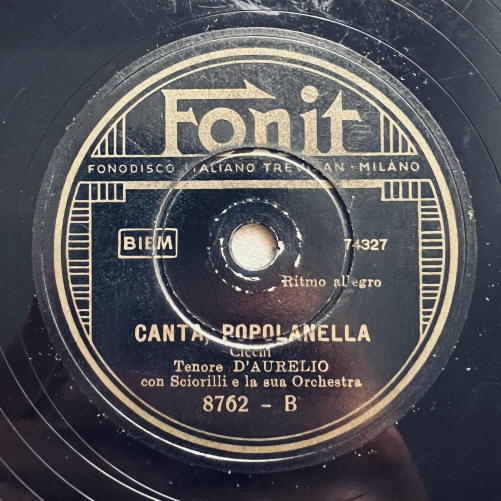 Fonit
FONODISCO ITALIANO TREVISAN - MILANO
BIEM
74327
Ritmo allegro
CANTA, POPOLANELLA
Tenore D'AURELIO
con Sciorilli e la sua Orchestra
8762 - B